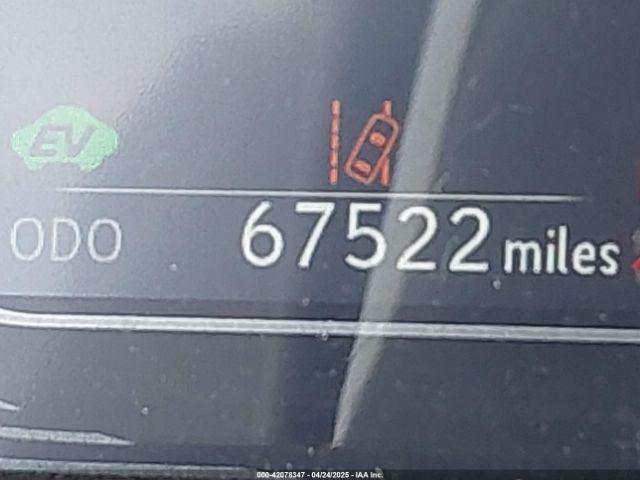 EV
ODO 67522 miles
000-42078347 - 04/24/2025 - IAA Inc.